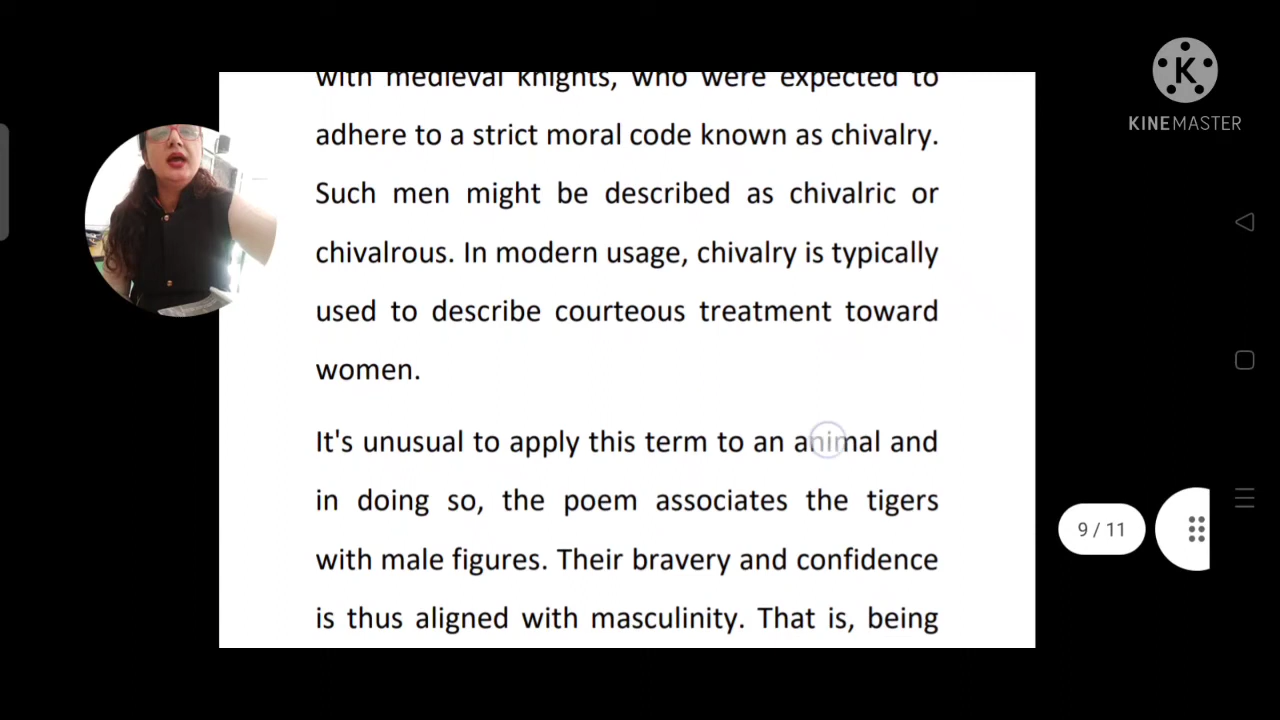 with medieval knights, who were expected to
adhere to a strict moral code known as chivalry.
Such men might be described as chivalric or
chivalrous. In modern usage, chivalry is typically
used to describe courteous treatment toward
women.
It's unusual to apply this term to an animal and
in doing so, the poem associates the tigers
with male figures. Their bravery and confidence
is thus aligned with masculinity. That is, being
K
KINEMASTER
9 / 11